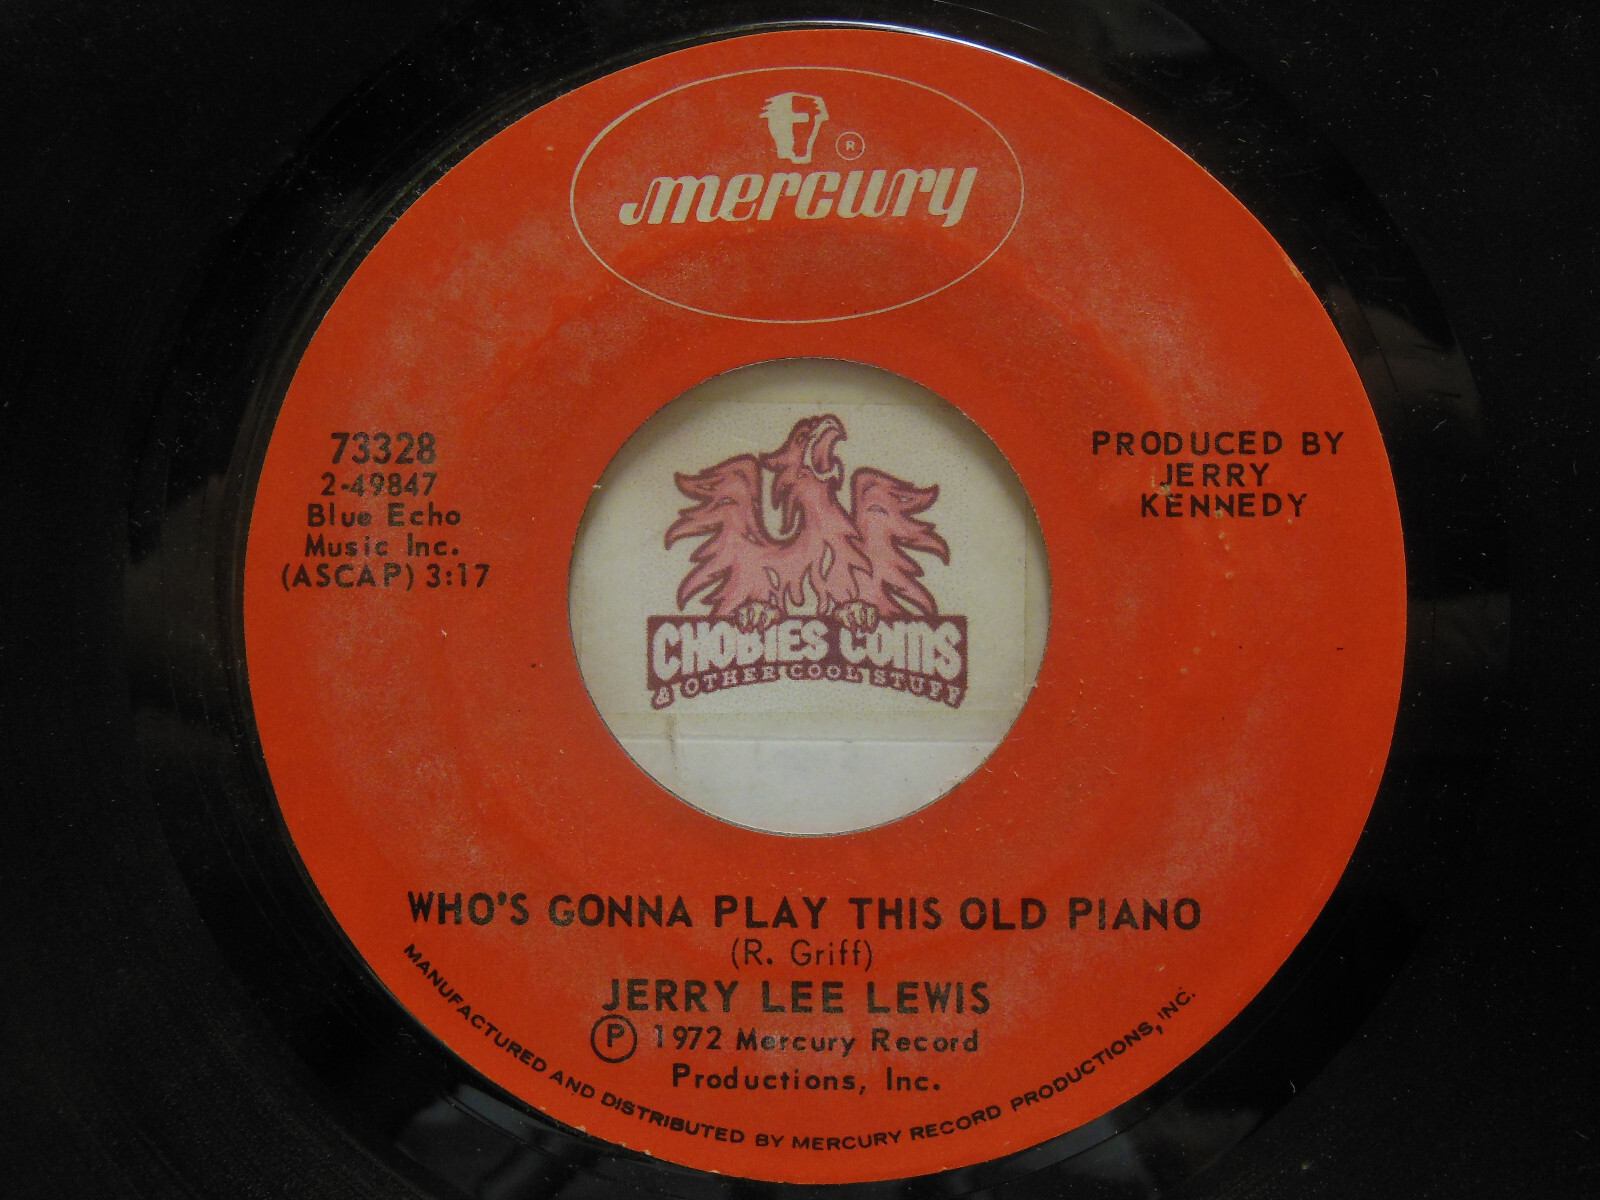 ®
mercury
73328
2-49847
Blue Echo
Music Inc.
(ASCAP) 3:17
PRODUCED BY
JERRY
KENNEDY
CHOBIES COINS
& OTHER COOL STUFF
WHO'S GONNA PLAY THIS OLD PIANO
(R. Griff)
JERRY LEE LEWIS
Ⓟ 1972 Mercury Record
Productions, Inc.
MANUFACTURED AND DISTRIBUTED BY MERCURY RECORD PRODUCTIONS, INC.